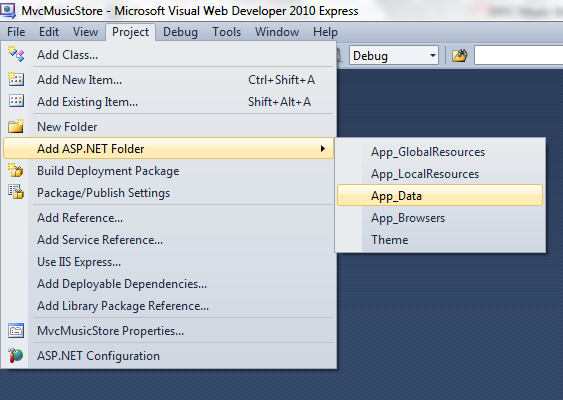 MvcMusicStore - Microsoft Visual Web Developer 2010 Express
File Edit View Project Debug Tools Window Help
Debug
Add Class...
Add New Item... Ctrl+Shift+A
Add Existing Item... Shift+Alt+A
New Folder
Add ASP.NET Folder
Build Deployment Package
Package/Publish Settings
Add Reference...
Add Service Reference...
Use IIS Express...
Add Deployable Dependencies...
Add Library Package Reference...
MvcMusicStore Properties...
ASP.NET Configuration
App_GlobalResources
App_LocalResources
App_Data
App_Browsers
Theme